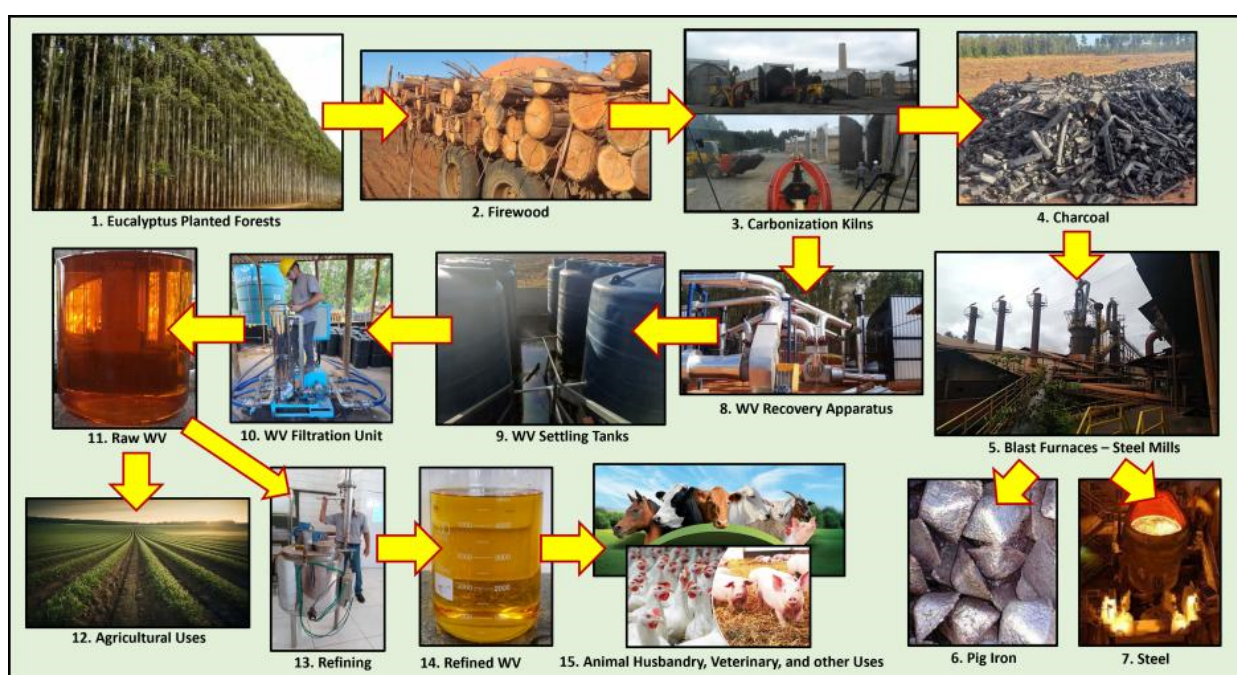 1. Eucalyptus Planted Forests
2. Firewood
3. Carbonization Kilns
4. Charcoal
5. Blast Furnaces – Steel Mills
6. Pig Iron
7. Steel
8. WV Recovery Apparatus
9. WV Settling Tanks
10. WV Filtration Unit
11. Raw WV
12. Agricultural Uses
13. Refining
14. Refined WV
15. Animal Husbandry, Veterinary, and other Uses